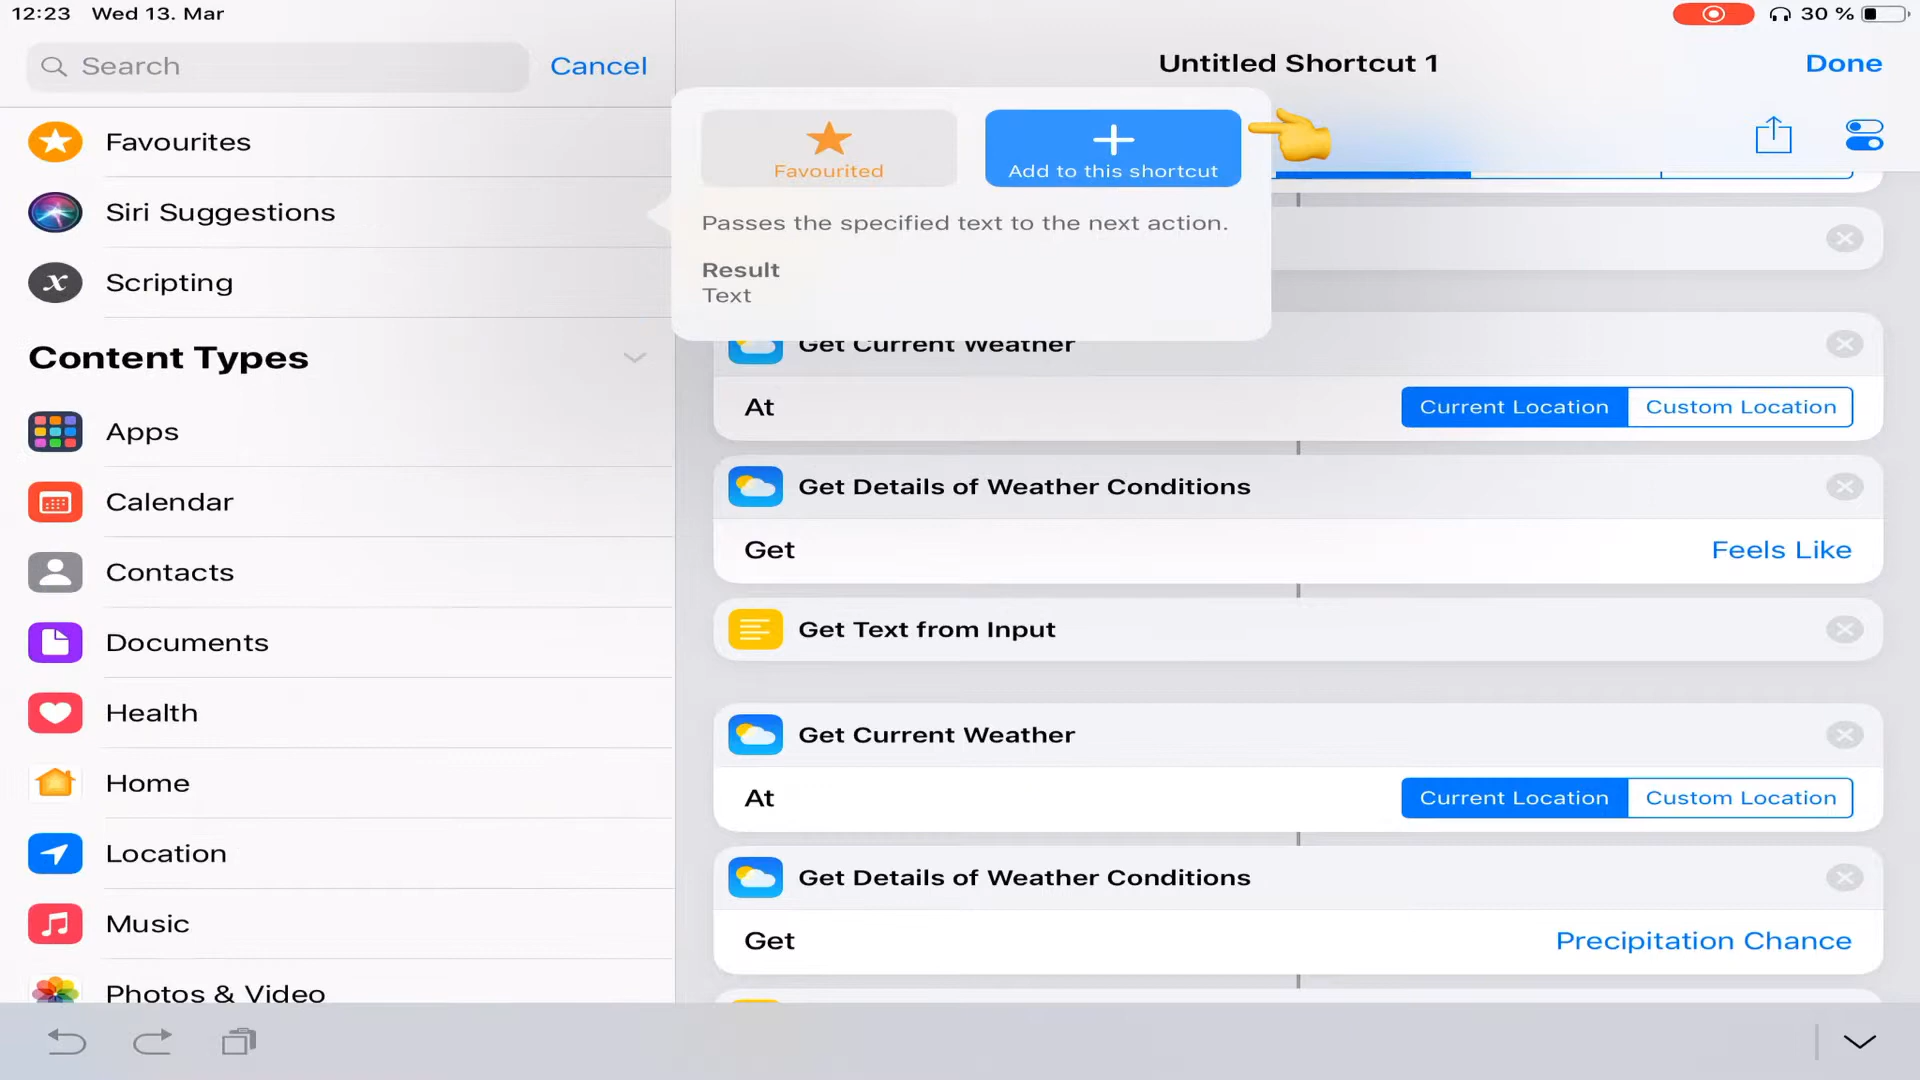 12:23 Wed 13. Mar
30 %
Search
Cancel
Untitled Shortcut 1
Done
Favourites
Siri Suggestions
Scripting
Content Types
Apps
Calendar
Contacts
Documents
Health
Home
Location
Music
Photos & Video
Favourited
Add to this shortcut
Passes the specified text to the next action.
Result
Text
Get Current Weather
At
Current Location
Custom Location
Get Details of Weather Conditions
Get
Feels Like
Get Text from Input
Get Current Weather
At
Current Location
Custom Location
Get Details of Weather Conditions
Get
Precipitation Chance